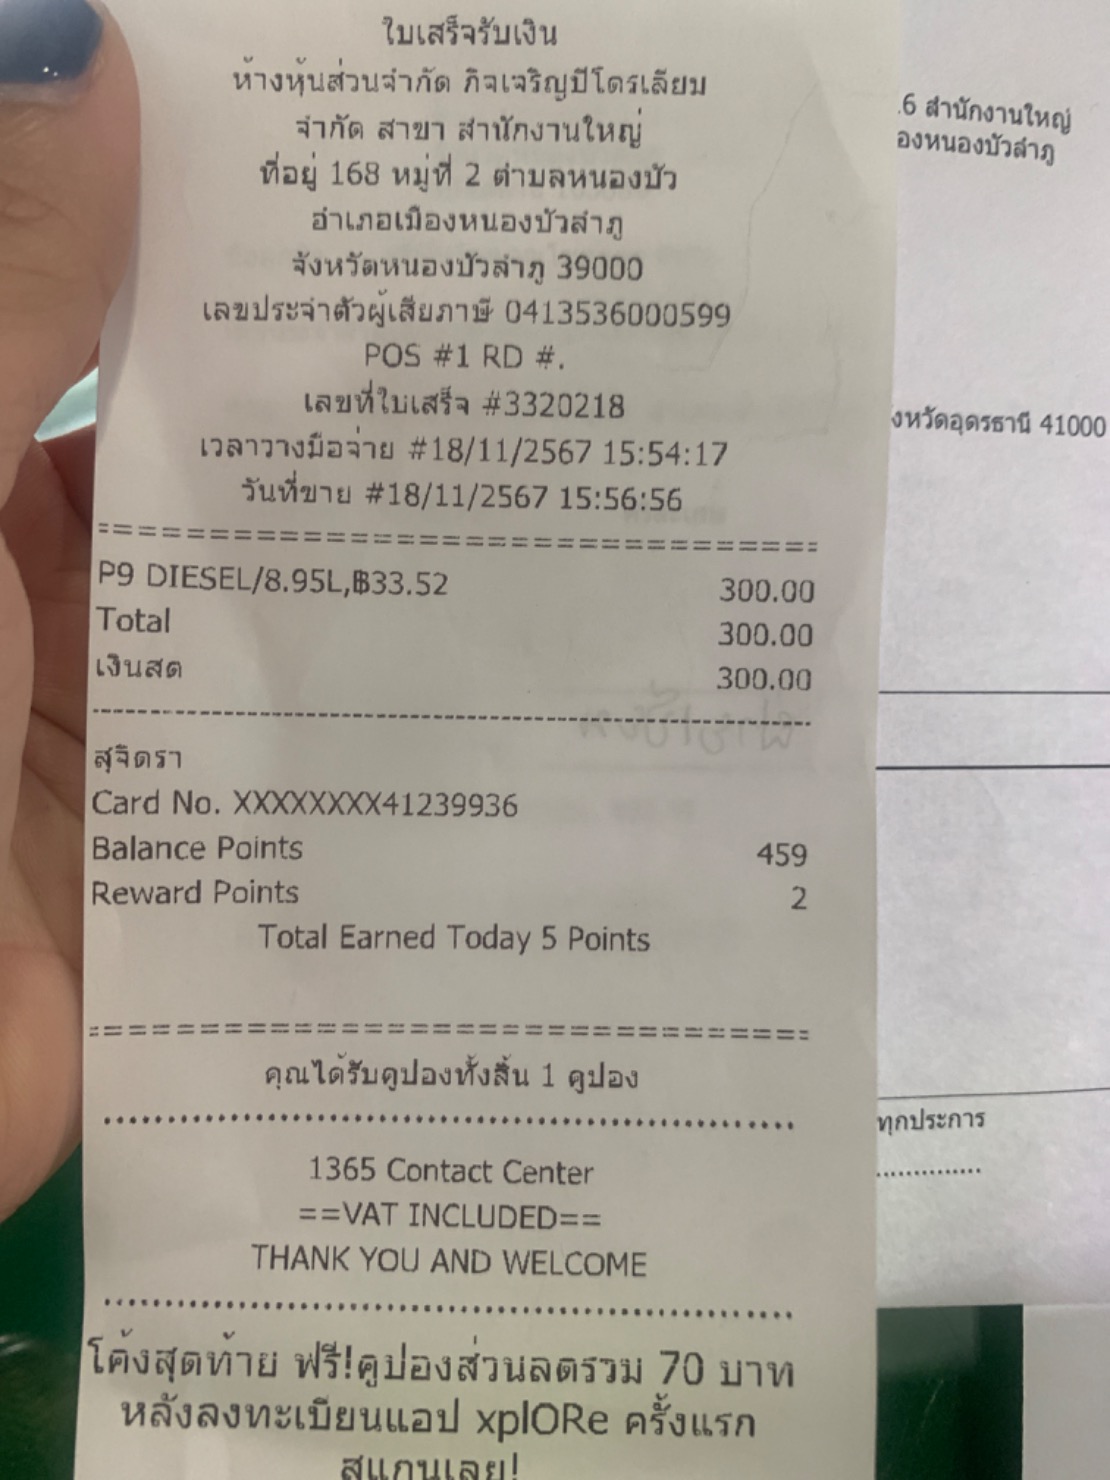 ใบเสร็จรับเงิน
ห้างหุ้นส่วนจำกัด กิจเจริญปิโตรเลียม
จำกัด สาขา สำนักงานใหญ่
ที่อยู่ 168 หมู่ที่ 2 ตำบลหนองบัว
อำเภอเมืองหนองบัวลำภู
จังหวัดหนองบัวลำภู 39000
เลขประจำตัวผู้เสียภาษี 0413536000599
POS #1 RD #.
เลขที่ใบเสร็จ #3320218
เวลาวางมือจ่าย #18/11/2567 15:54:17
วันที่ขาย #18/11/2567 15:56:56
P9 DIESEL/8.95L,฿33.52 300.00
Total 300.00
เงินสด 300.00
สุจิตรา
Card No. XXXXXXXX41239936
Balance Points 459
Reward Points 2
Total Earned Today 5 Points
คุณได้รับคูปองทั้งสิ้น 1 คูปอง
1365 Contact Center
==VAT INCLUDED==
THANK YOU AND WELCOME
โค้งสุดท้าย ฟรี!คูปองส่วนลดรวม 70 บาท
หลังลงทะเบียนแอป xplORe ครั้งแรก
สแกนเลย!
6 สำนักงานใหญ่
องหนองบัวลำภู
งหวัดอุดรธานี 41000
ทุกประการ